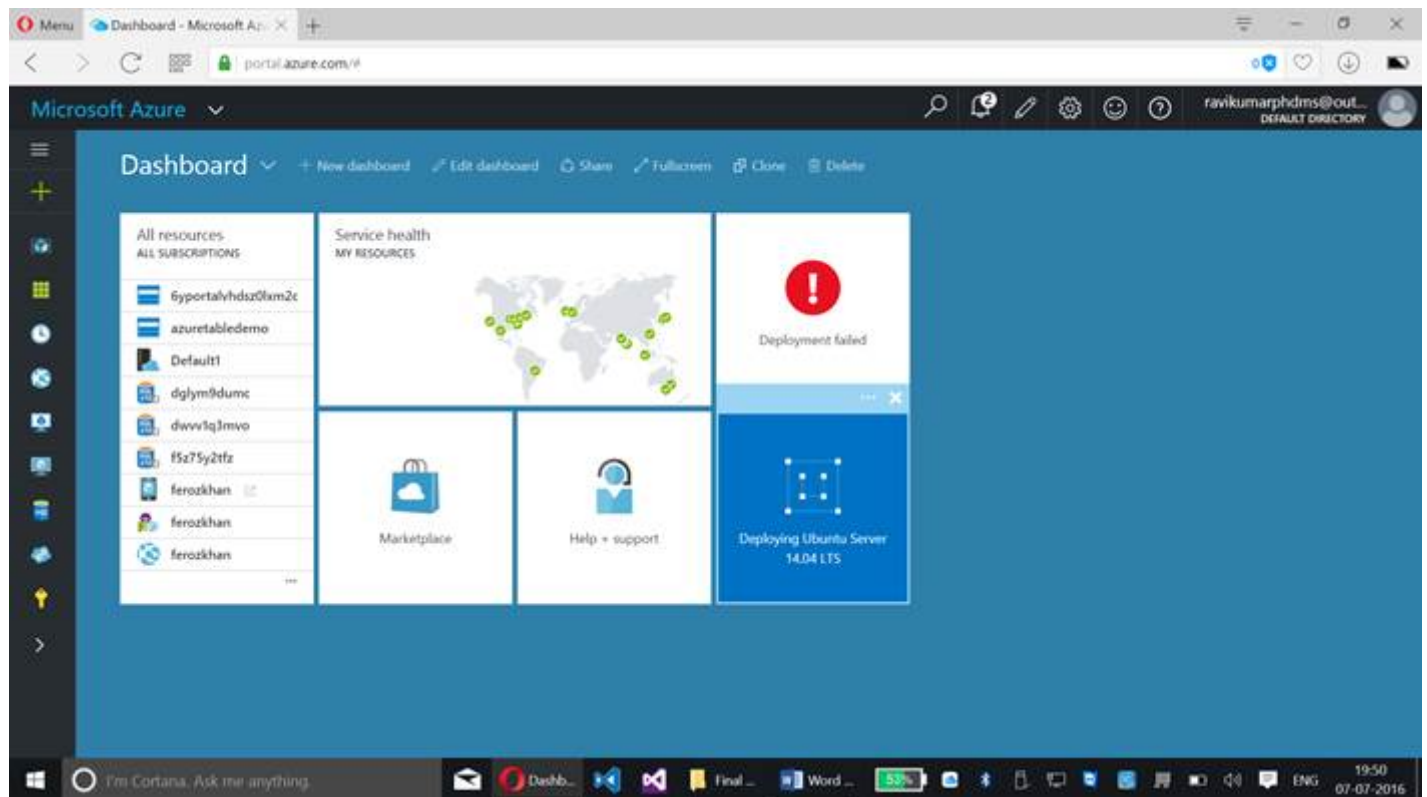 Menu
Dashboard - Microsoft Az
portal.azure.com/#
Microsoft Azure
2
ravikumarphdms@out...
DEFAULT DIRECTORY
Dashboard
+ New dashboard
Edit dashboard
Share
Fullscreen
Clone
Delete
All resources
ALL SUBSCRIPTIONS
6yportalvhdsz0lxm2c
azuretabledemo
Default1
dglym9dumc
dwvv1q3mvo
f5z75y2tfz
ferozkhan
ferozkhan
ferozkhan
...
Service health
MY RESOURCES
Marketplace
Help + support
Deployment failed
...
Deploying Ubuntu Server
14.04 LTS
I'm Cortana. Ask me anything.
Dashb...
Final ...
Word ...
53%
ENG
19:50
07-07-2016